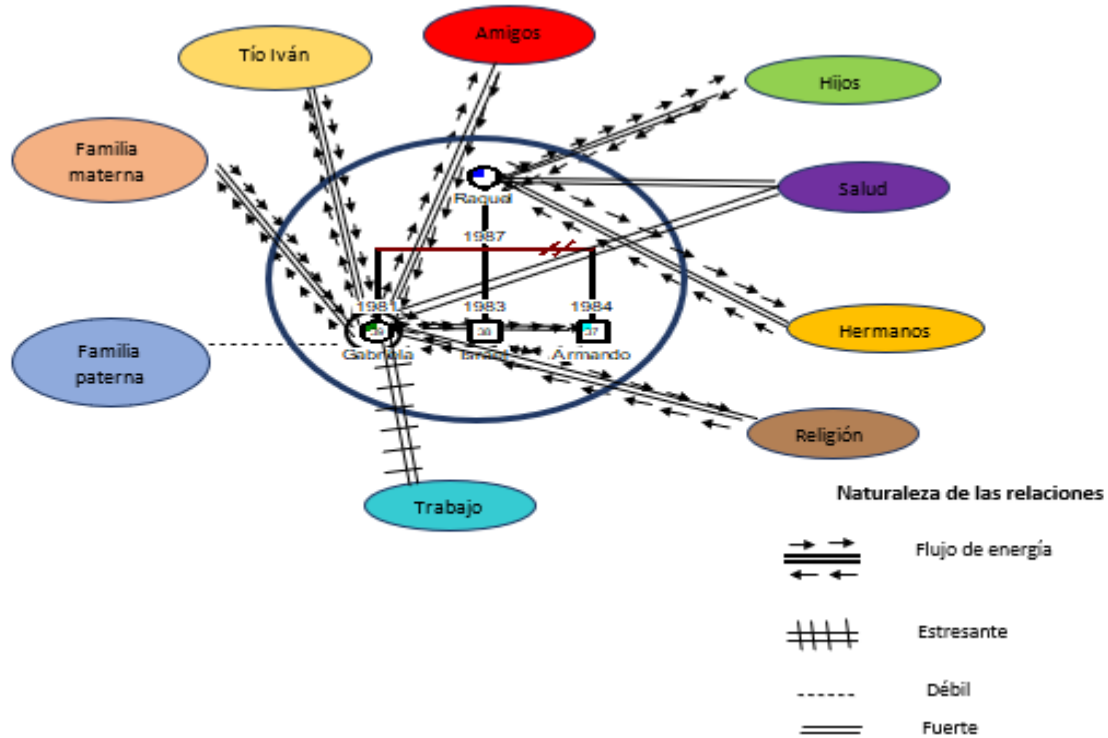 Amigos
Tío Iván
Hijos
Familia
materna
Raquel
Salud
1987
1981
1983
1984
Hermanos
Gabriela
Israel
Armando
Familia
paterna
Religión
Trabajo
Naturaleza de las relaciones
Flujo de energía
Estresante
Débil
Fuerte